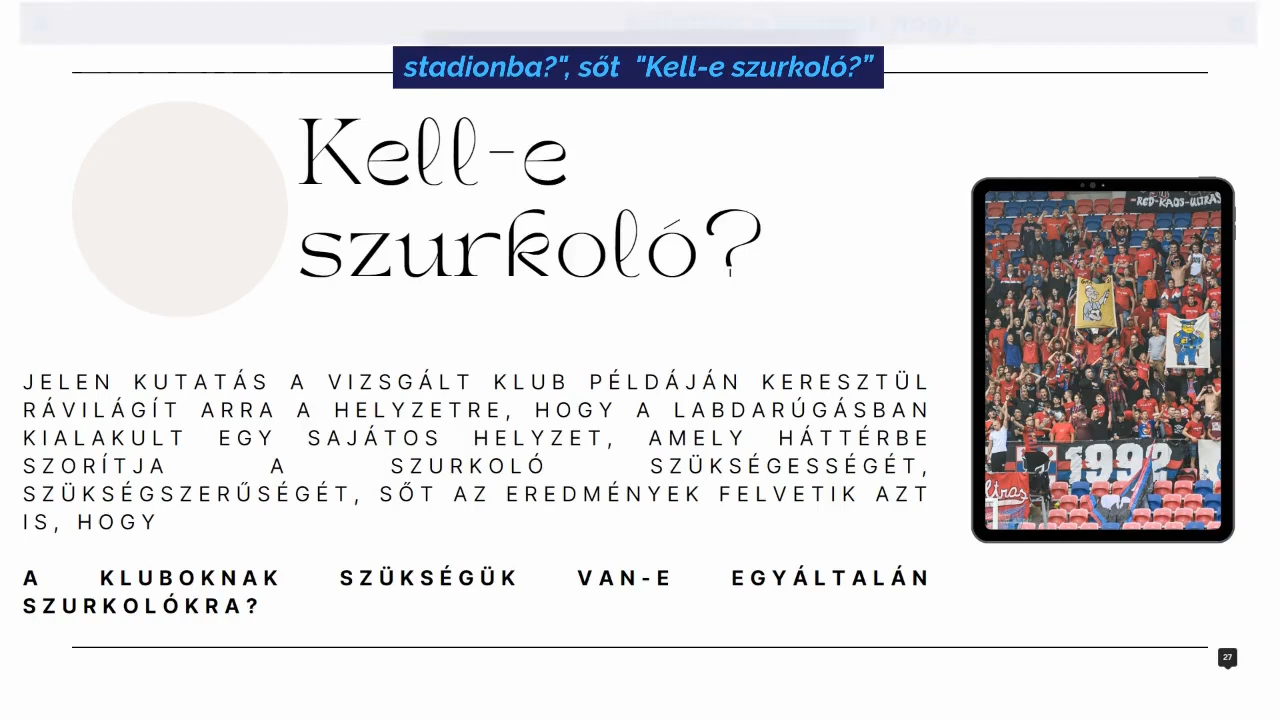 stadionba?", sőt "Kell-e szurkoló?”
Kell-e
szurkoló?
JELEN KUTATÁS A VIZSGÁLT KLUB PÉLDÁJÁN KERESZTÜL
RÁVILÁGÍT ARRA A HELYZETRE, HOGY A LABDARÚGÁSBAN
KIALAKULT EGY SAJÁTOS HELYZET, AMELY HÁTTÉRBE
SZORÍTJA A SZURKOLÓ SZÜKSÉGESSÉGÉT,
SZÜKSÉGSZERŰSÉGÉT, SŐT AZ EREDMÉNYEK FELVETIK AZT
IS, HOGY
A KLUBOKNAK SZÜKSÉGÜK VAN-E EGYÁLTALÁN
SZURKOLÓKRA?
-RED-KAOS-ULTRAS
1992
ltras
27